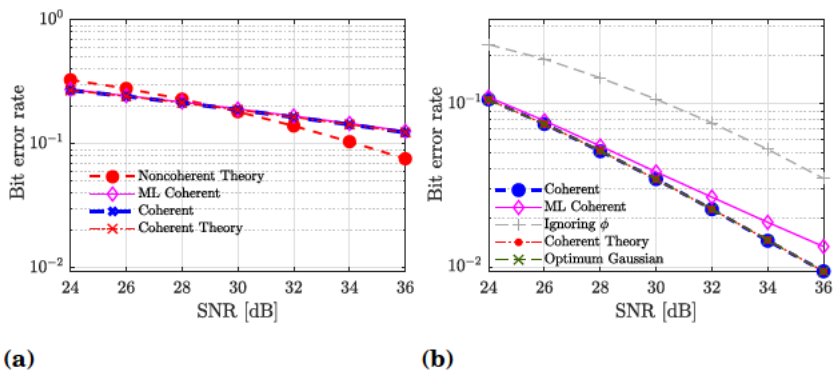 10^0
10^{-1}
10^{-2}
Bit error rate
Noncoherent Theory
ML Coherent
Coherent
Coherent Theory
24 26 28 30 32 34 36
SNR [dB]
(a)
10^{-1}
10^{-2}
Bit error rate
Coherent
ML Coherent
Ignoring ϕ
Coherent Theory
Optimum Gaussian
24 26 28 30 32 34 36
SNR [dB]
(b)